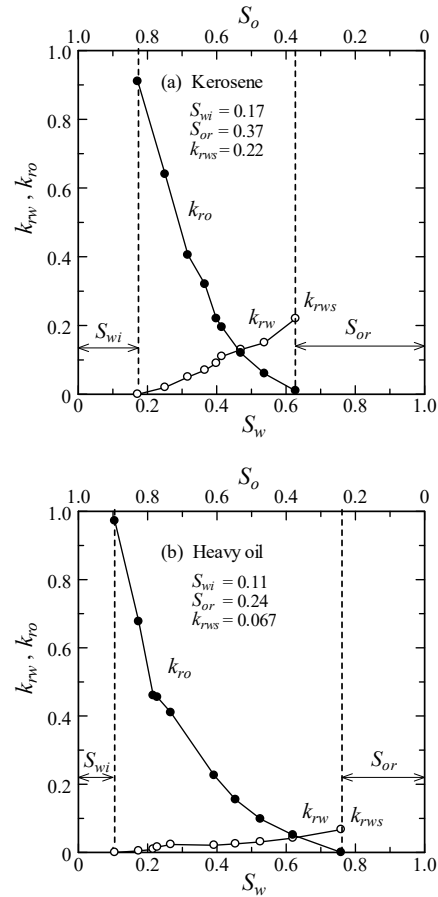 S_o
1.0 0.8 0.6 0.4 0.2 0
1.0
0.8
0.6
0.4
0.2
0
k_rw , k_ro
(a) Kerosene
S_wi = 0.17
S_or = 0.37
k_rws = 0.22
k_ro
k_rw
k_rws
S_wi
S_or
0 0.2 0.4 0.6 0.8 1.0
S_w
S_o
1.0 0.8 0.6 0.4 0.2 0
1.0
0.8
0.6
0.4
0.2
0
k_rw , k_ro
(b) Heavy oil
S_wi = 0.11
S_or = 0.24
k_rws = 0.067
k_ro
S_wi
S_or
k_rw
k_rws
0 0.2 0.4 0.6 0.8 1.0
S_w